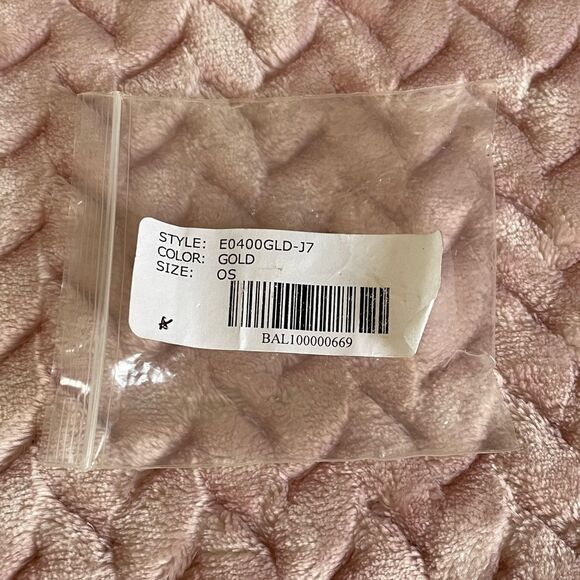 STYLE: E0400GLD-J7
COLOR: GOLD
SIZE: OS
BAL100000669